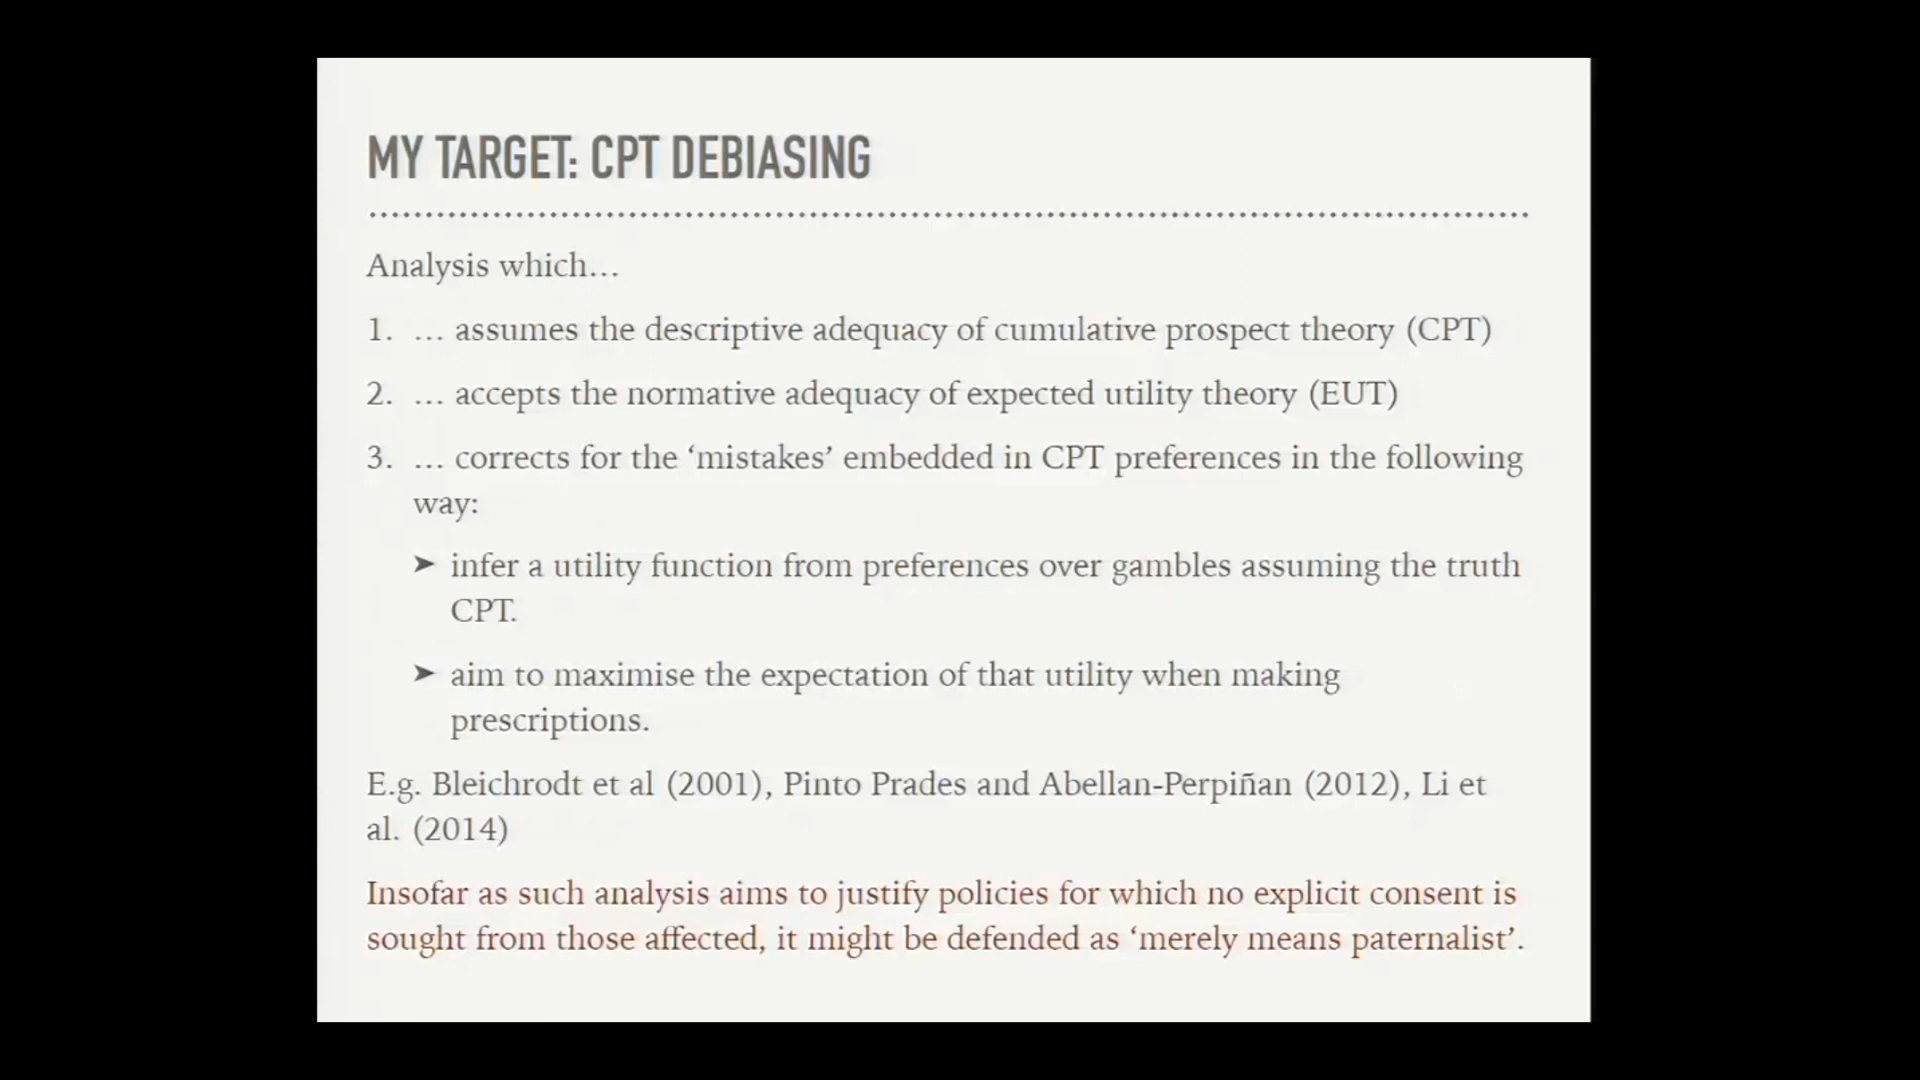 MY TARGET: CPT DEBIASING
Analysis which…
1. … assumes the descriptive adequacy of cumulative prospect theory (CPT)
2. … accepts the normative adequacy of expected utility theory (EUT)
3. … corrects for the ‘mistakes’ embedded in CPT preferences in the following
way:
➤ infer a utility function from preferences over gambles assuming the truth
CPT.
➤ aim to maximise the expectation of that utility when making
prescriptions.
E.g. Bleichrodt et al (2001), Pinto Prades and Abellan-Perpiñan (2012), Li et
al. (2014)
Insofar as such analysis aims to justify policies for which no explicit consent is
sought from those affected, it might be defended as ‘merely means paternalist’.